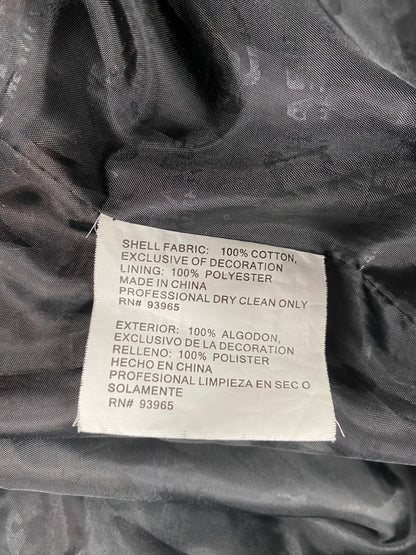 SHELL FABRIC: 100% COTTON,
EXCLUSIVE OF DECORATION
LINING: 100% POLYESTER
MADE IN CHINA
PROFESSIONAL DRY CLEAN ONLY
RN# 93965
EXTERIOR: 100% ALGODON,
EXCLUSIVO DE LA DECORATION
RELLENO: 100% POLISTER
HECHO EN CHINA
PROFESIONAL LIMPIEZA EN SEC O
SOLAMENTE
RN# 93965